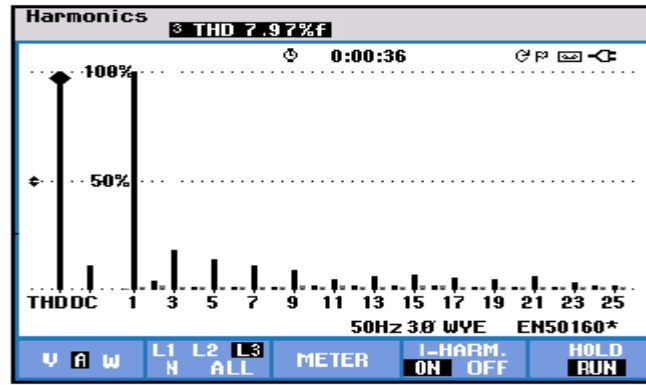 Harmonics
3 THD 7.97%f
0:00:36
100%
50%
THD DC 1 3 5 7 9 11 13 15 17 19 21 23 25
50Hz 3Ø WYE EN50160*
V A W L1 L2 L3 METER I-HARM. HOLD
N ALL ON OFF RUN